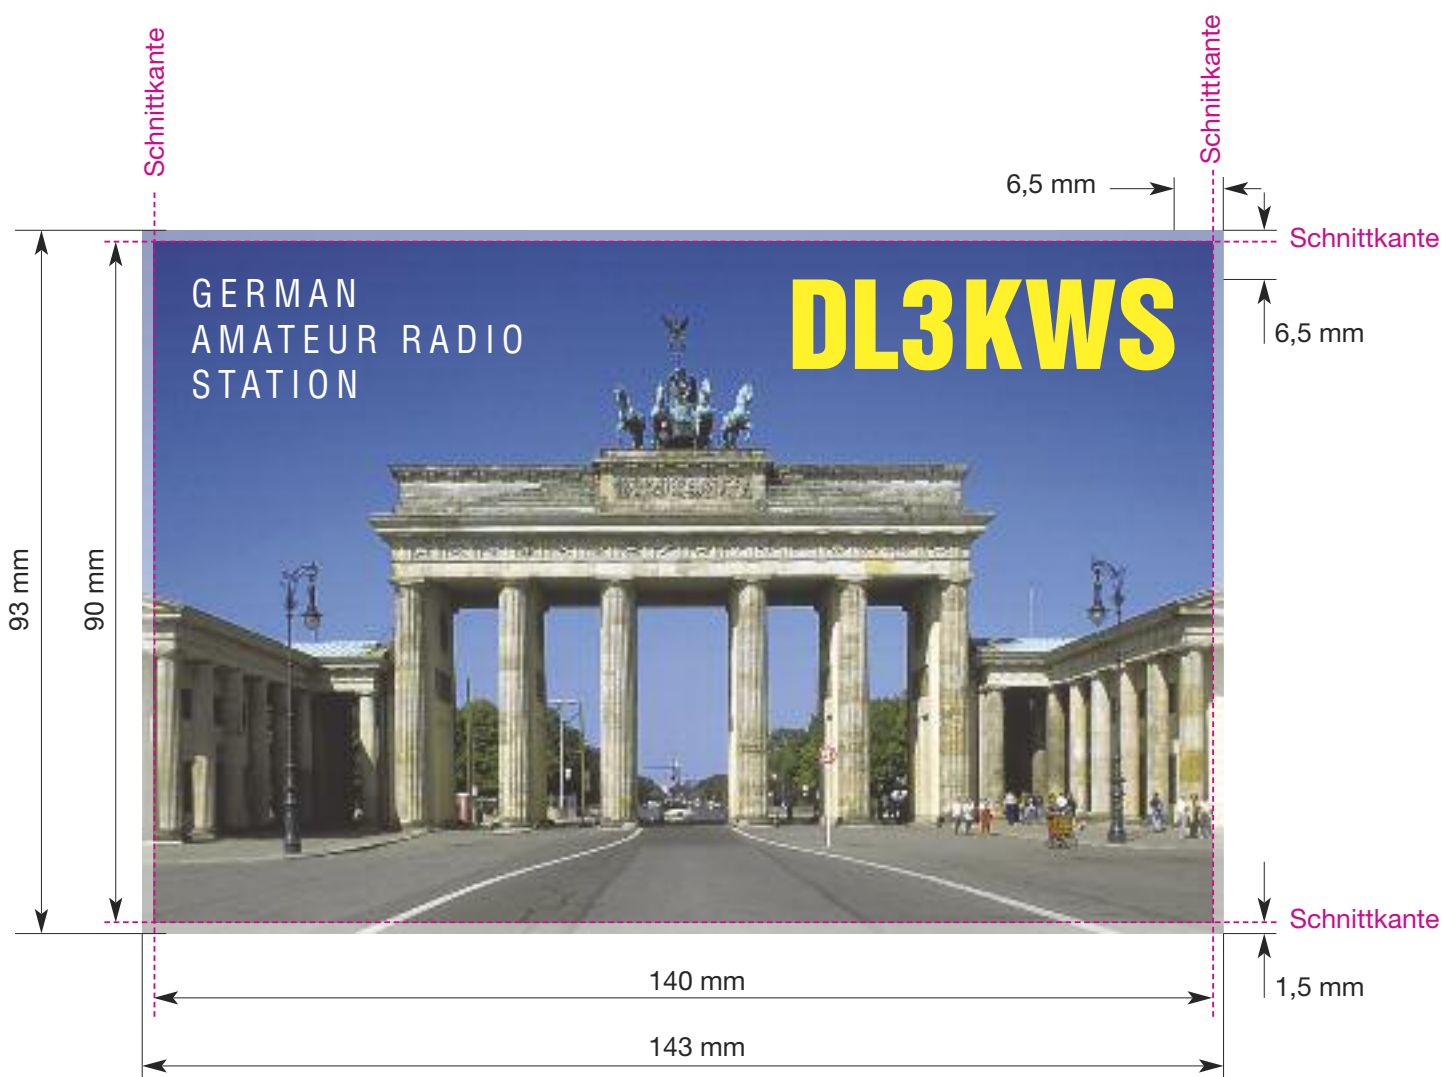 Schnittkante
Schnittkante
6,5 mm
Schnittkante
GERMAN
AMATEUR RADIO
STATION
DL3KWS
6,5 mm
93 mm
90 mm
Schnittkante
140 mm
1,5 mm
143 mm